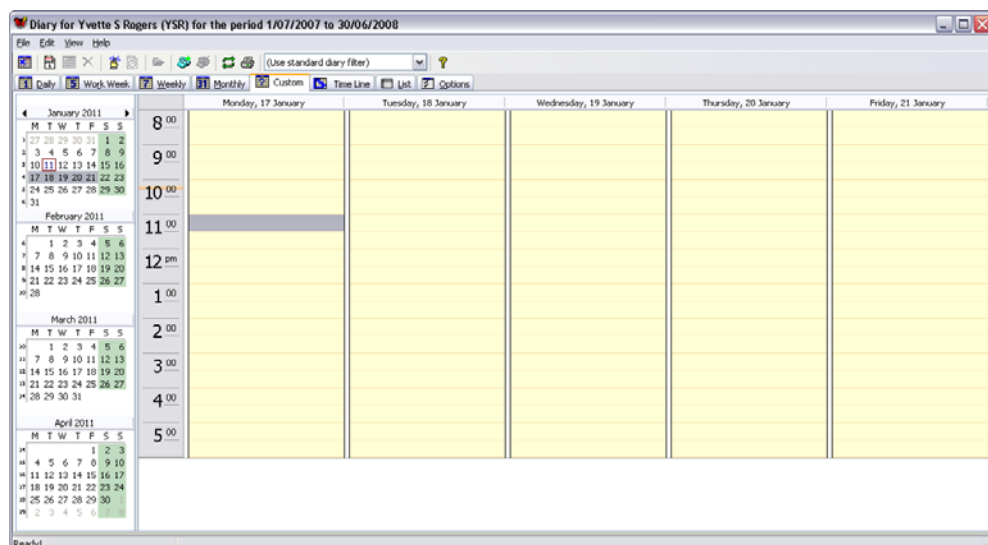 Diary for Yvette S Rogers (YSR) for the period 1/07/2007 to 30/06/2008
File Edit View Help
(Use standard diary filter)
Daily Work Week Weekly Monthly Custom Time Line List Options
Monday, 17 January Tuesday, 18 January Wednesday, 19 January Thursday, 20 January Friday, 21 January
January 2011
M T W T F S S
27 28 29 30 31 1 2
3 4 5 6 7 8 9
10 11 12 13 14 15 16
17 18 19 20 21 22 23
24 25 26 27 28 29 30
31
February 2011
M T W T F S S
1 2 3 4 5 6
7 8 9 10 11 12 13
14 15 16 17 18 19 20
21 22 23 24 25 26 27
28
March 2011
M T W T F S S
1 2 3 4 5 6
7 8 9 10 11 12 13
14 15 16 17 18 19 20
21 22 23 24 25 26 27
28 29 30 31
April 2011
M T W T F S S
1 2 3
4 5 6 7 8 9 10
11 12 13 14 15 16 17
18 19 20 21 22 23 24
25 26 27 28 29 30 1
2 3 4 5 6 7 8
8 00
9 00
10 00
11 00
12 pm
1 00
2 00
3 00
4 00
5 00
Ready!